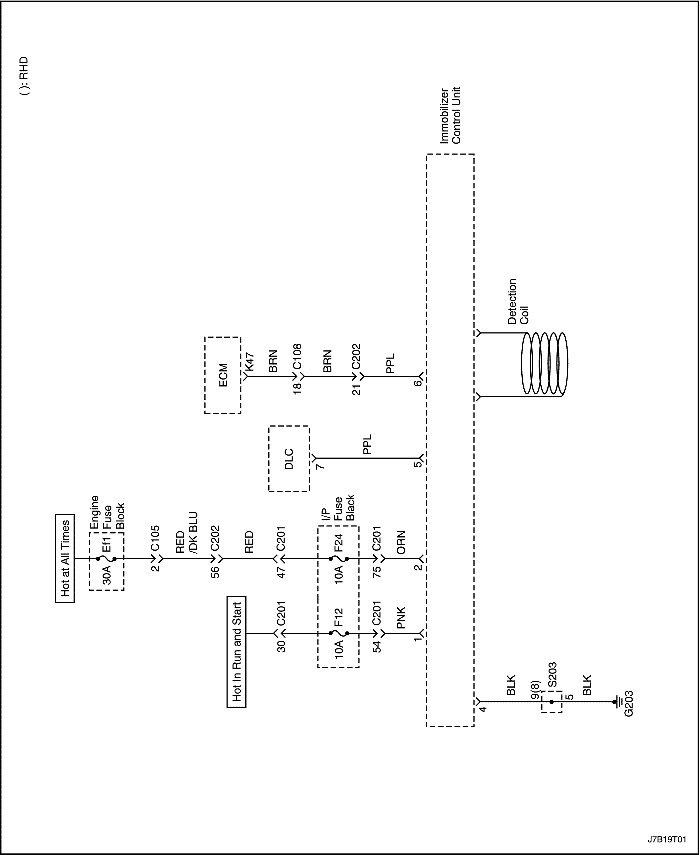 ( ): RHD
Immobilizer
Control Unit
Detection
Coil
ECM
K47
BRN
18 C108
BRN
21 C202
PPL
6
DLC
7
PPL
5
Hot at All Times
Engine
Fuse
Block
30A Ef1
2 C105
RED
/DK BLU
56 C202
RED
47 C201
I/P
Fuse
Black
10A F24
75 C201
ORN
2
Hot In Run and Start
30 C201
10A F12
54 C201
PNK
1
4
BLK
9(8)
S203
5
BLK
G203
J7B19T01